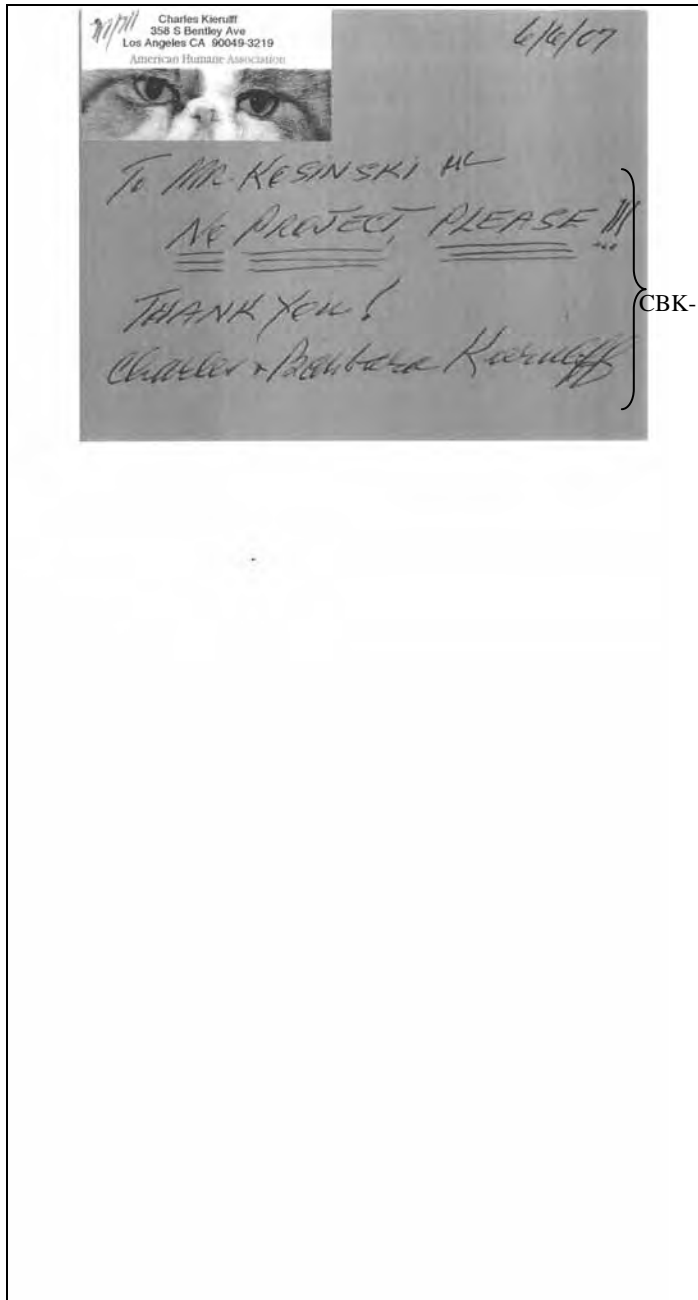 Charles Kierulff
358 S Bentley Ave
Los Angeles CA 90049-3219
American Humane Association
6/6/07
To MR. KESINSKI
No PROJECT, PLEASE !!!
THANK YOU!
Charles & Barbara Kierulff
CBK-